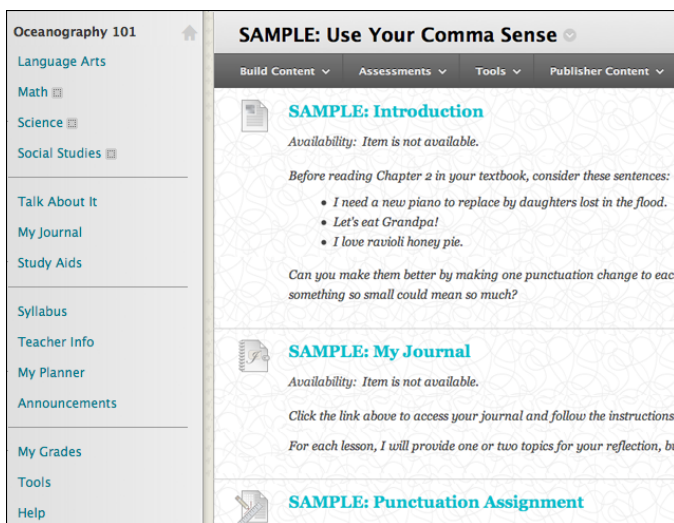 Oceanography 101
Language Arts
Math
Science
Social Studies
Talk About It
My Journal
Study Aids
Syllabus
Teacher Info
My Planner
Announcements
My Grades
Tools
Help
SAMPLE: Use Your Comma Sense
Build Content Assessments Tools Publisher Content
SAMPLE: Introduction
Availability: Item is not available.
Before reading Chapter 2 in your textbook, consider these sentences:
• I need a new piano to replace by daughters lost in the flood.
• Let's eat Grandpa!
• I love ravioli honey pie.
Can you make them better by making one punctuation change to eac
something so small could mean so much?
SAMPLE: My Journal
Availability: Item is not available.
Click the link above to access your journal and follow the instructions
For each lesson, I will provide one or two topics for your reflection, bu
SAMPLE: Punctuation Assignment